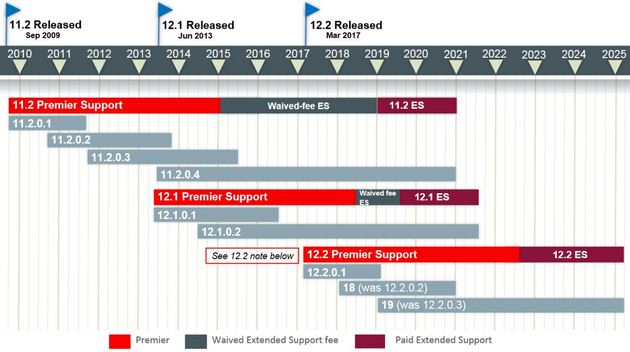 11.2 Released
Sep 2009
12.1 Released
Jun 2013
12.2 Released
Mar 2017
2010 2011 2012 2013 2014 2015 2016 2017 2018 2019 2020 2021 2022 2023 2024 2025
11.2 Premier Support Waived-fee ES 11.2 ES
11.2.0.1
11.2.0.2
11.2.0.3
11.2.0.4
12.1 Premier Support Waived fee ES 12.1 ES
12.1.0.1
12.1.0.2
See 12.2 note below 12.2 Premier Support 12.2 ES
12.2.0.1
18 (was 12.2.0.2)
19 (was 12.2.0.3)
Premier Waived Extended Support fee Paid Extended Support